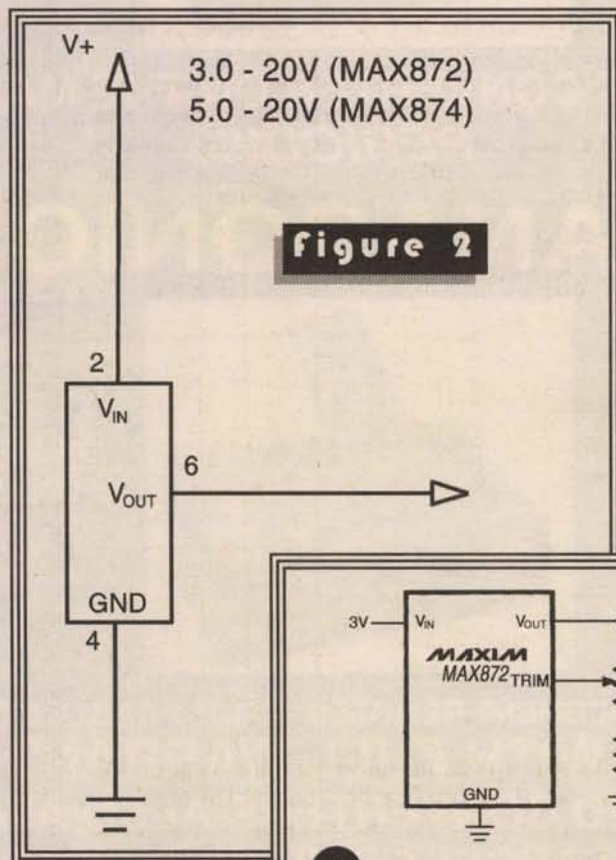 V+
3.0 - 20V (MAX872)
5.0 - 20V (MAX874)
Figure 2
2
VIN
6
VOUT
GND
4
3V
VIN
VOUT
MAXIM
MAX872
TRIM
GND